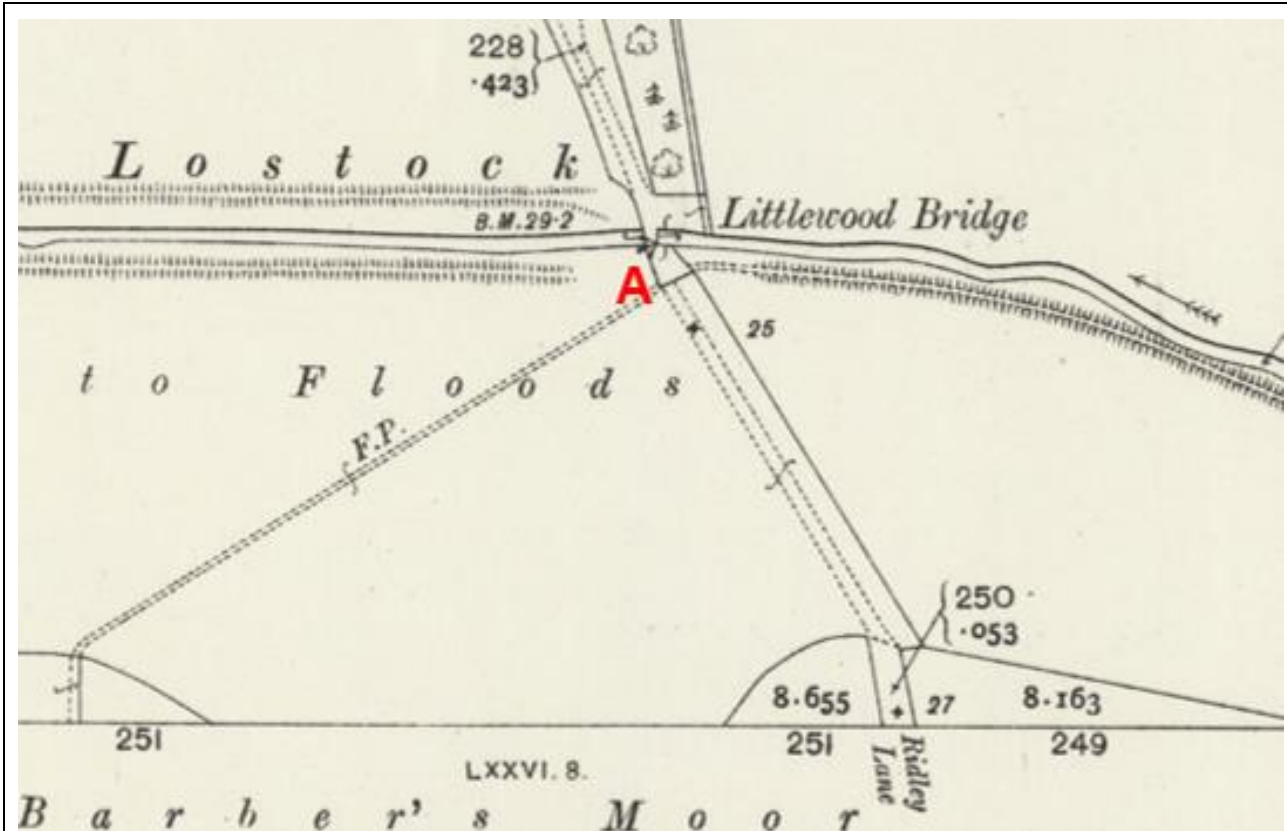 228
.423
L o s t o c k
B.M.29.2
Littlewood Bridge
A
25
t o F l o o d s
F.P.
250
.053
8.655
27
8.163
251
251
Ridley
Lane
249
LXXVI. 8.
B a r b e r ' s M o o r